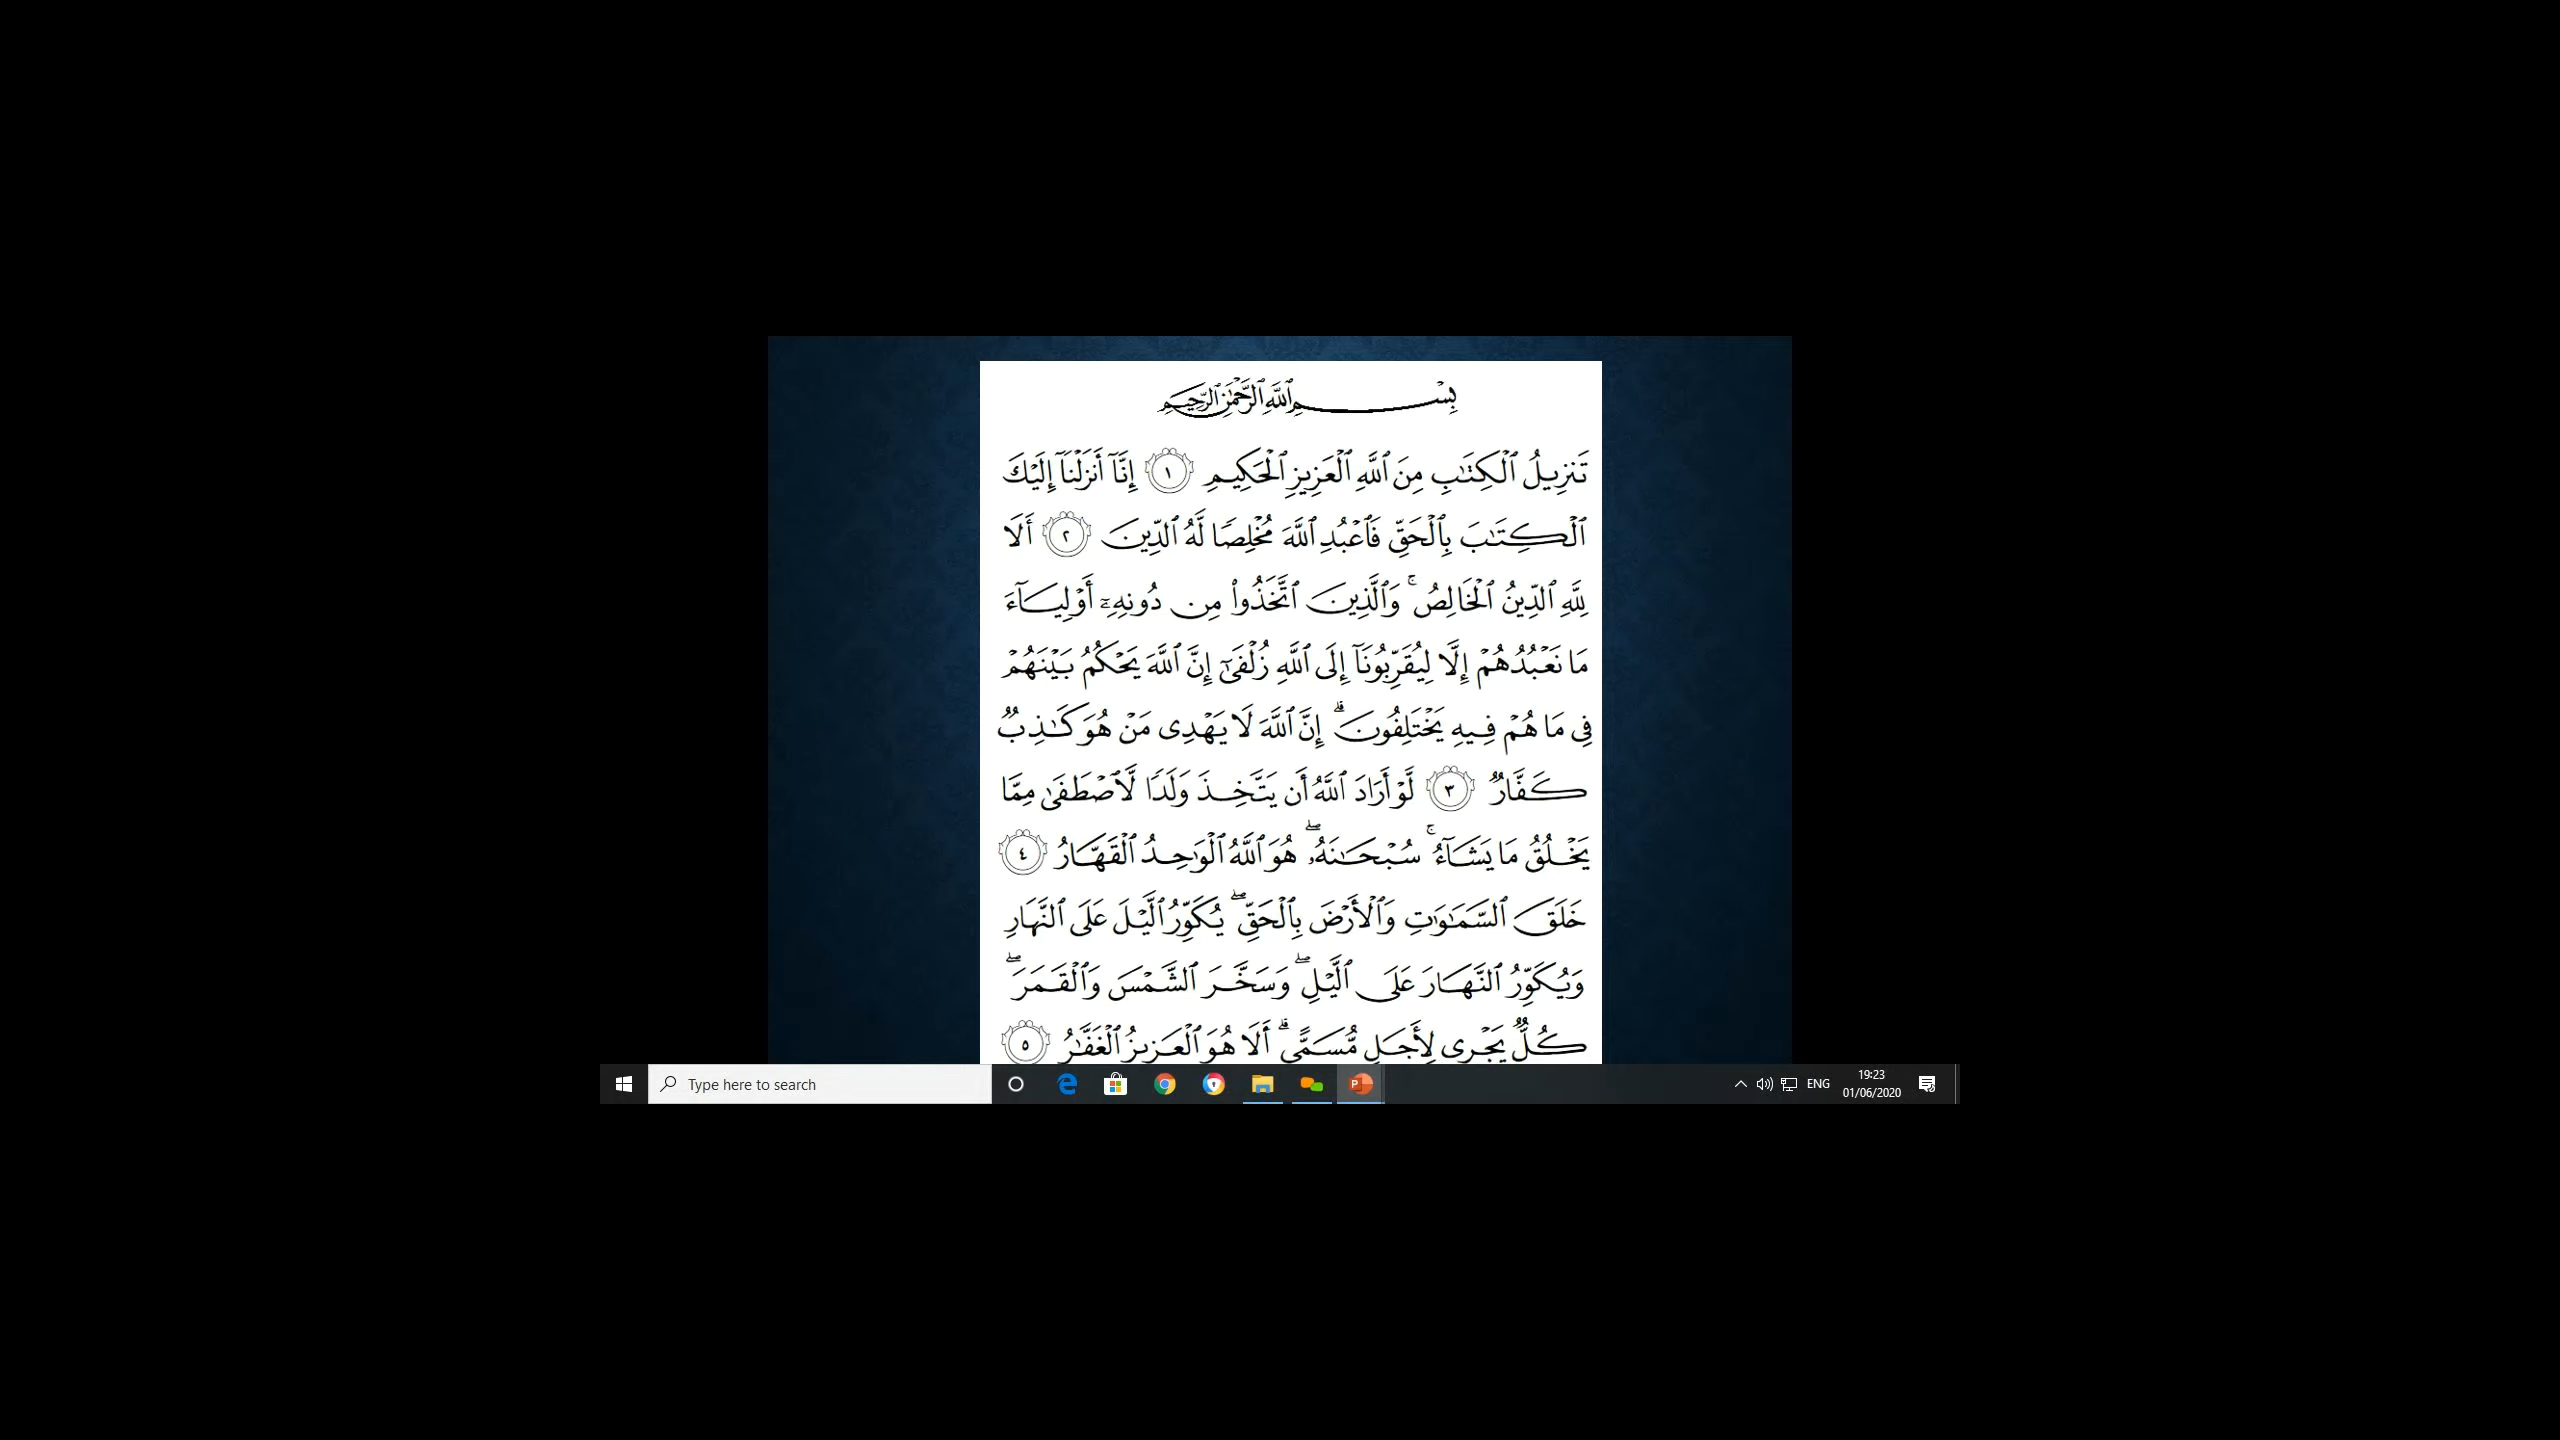 بِسْمِ ٱللَّهِ ٱلرَّحْمَٰنِ ٱلرَّحِيمِ
تَنزِيلُ ٱلْكِتَٰبِ مِنَ ٱللَّهِ ٱلْعَزِيزِ ٱلْحَكِيمِ ١ إِنَّآ أَنزَلْنَآ إِلَيْكَ
ٱلْكِتَٰبَ بِٱلْحَقِّ فَٱعْبُدِ ٱللَّهَ مُخْلِصًا لَّهُ ٱلدِّينَ ٢ أَلَا
لِلَّهِ ٱلدِّينُ ٱلْخَالِصُ ۚ وَٱلَّذِينَ ٱتَّخَذُوا۟ مِن دُونِهِۦٓ أَوْلِيَآءَ
مَا نَعْبُدُهُمْ إِلَّا لِيُقَرِّبُونَآ إِلَى ٱللَّهِ زُلْفَىٰٓ إِنَّ ٱللَّهَ يَحْكُمُ بَيْنَهُمْ
فِى مَا هُمْ فِيهِ يَخْتَلِفُونَ ۗ إِنَّ ٱللَّهَ لَا يَهْدِى مَنْ هُوَ كَٰذِبٌ
كَفَّارٌ ٣ لَّوْ أَرَادَ ٱللَّهُ أَن يَتَّخِذَ وَلَدًا لَّٱصْطَفَىٰ مِمَّا
يَخْلُقُ مَا يَشَآءُ ۚ سُبْحَٰنَهُۥ ۖ هُوَ ٱللَّهُ ٱلْوَٰحِدُ ٱلْقَهَّارُ ٤
خَلَقَ ٱلسَّمَٰوَٰتِ وَٱلْأَرْضَ بِٱلْحَقِّ ۖ يُكَوِّرُ ٱلَّيْلَ عَلَى ٱلنَّهَارِ
وَيُكَوِّرُ ٱلنَّهَارَ عَلَى ٱلَّيْلِ ۖ وَسَخَّرَ ٱلشَّمْسَ وَٱلْقَمَرَ ۖ
كُلٌّ يَجْرِى لِأَجَلٍ مُّسَمًّى ۗ أَلَا هُوَ ٱلْعَزِيزُ ٱلْغَفَّٰرُ ٥
Type here to search
ENG
19:23
01/06/2020